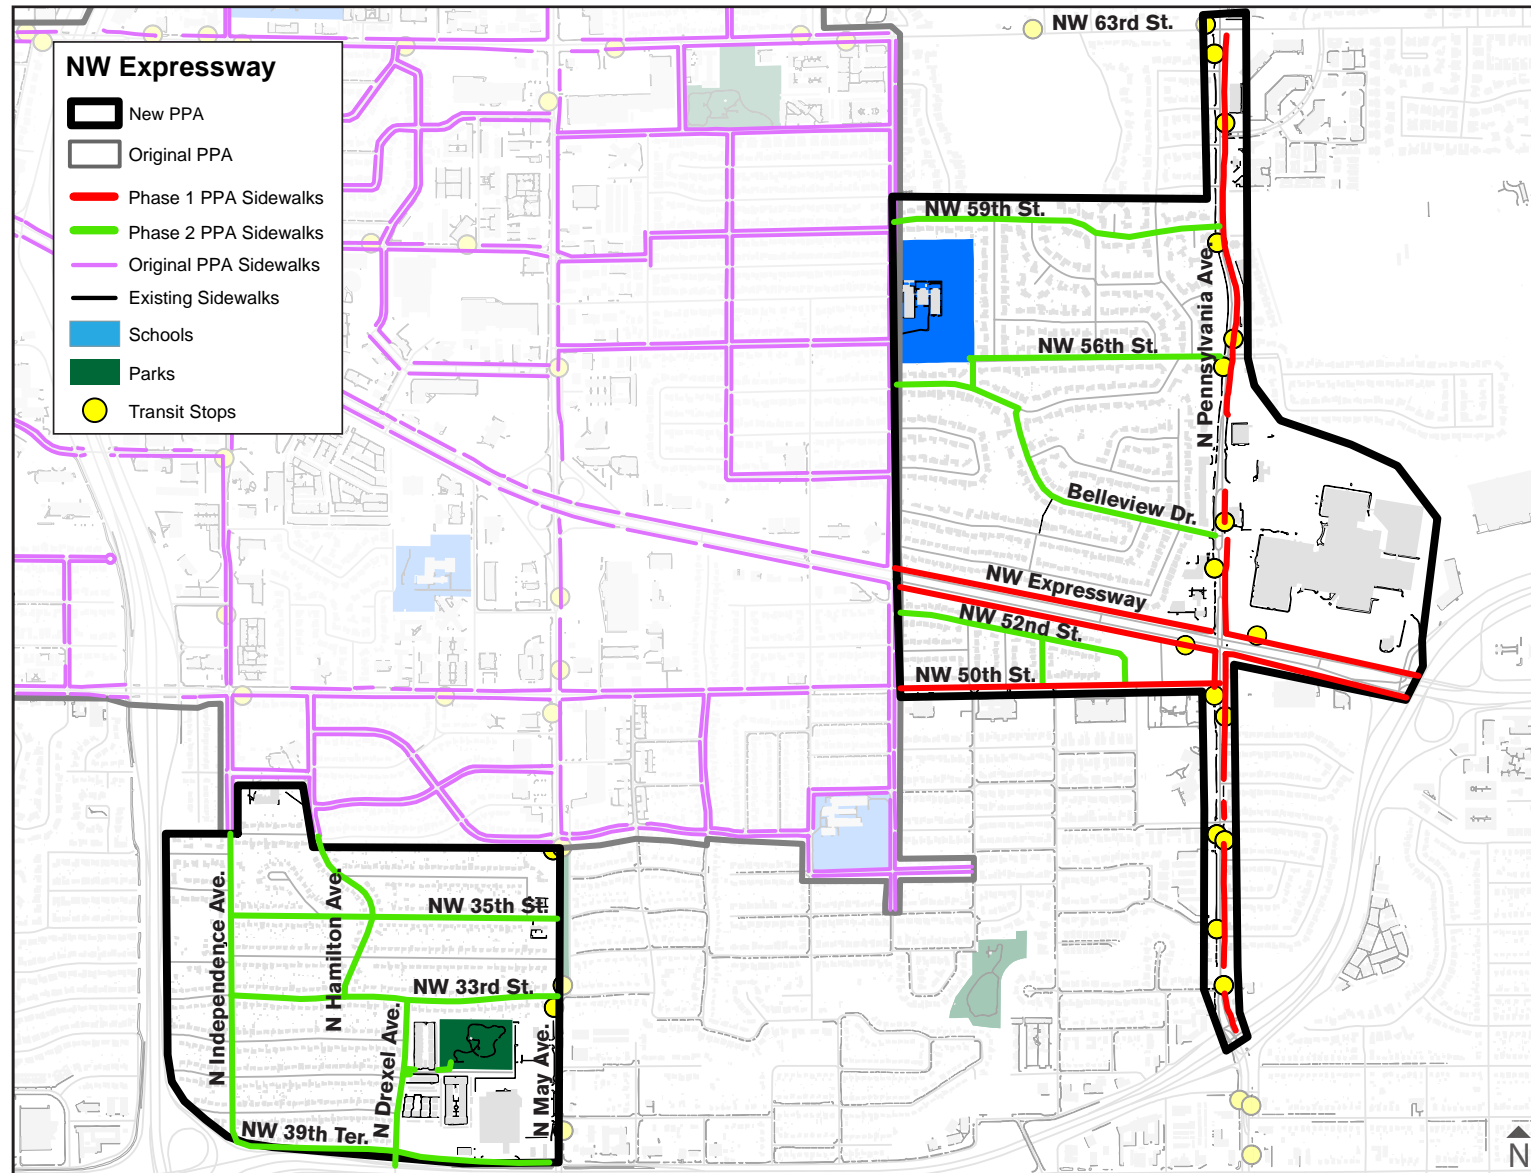 NW Expressway
New PPA
Original PPA
Phase 1 PPA Sidewalks
Phase 2 PPA Sidewalks
Original PPA Sidewalks
Existing Sidewalks
Schools
Parks
Transit Stops
NW 63rd St.
NW 59th St.
N Pennsylvania Ave.
NW 56th St.
Belleview Dr.
NW Expressway
NW 52nd St.
NW 50th St.
N Independence Ave.
N Hamilton Ave.
NW 35th St.
NW 33rd St.
N Drexel Ave.
N May Ave.
NW 39th Ter.
N